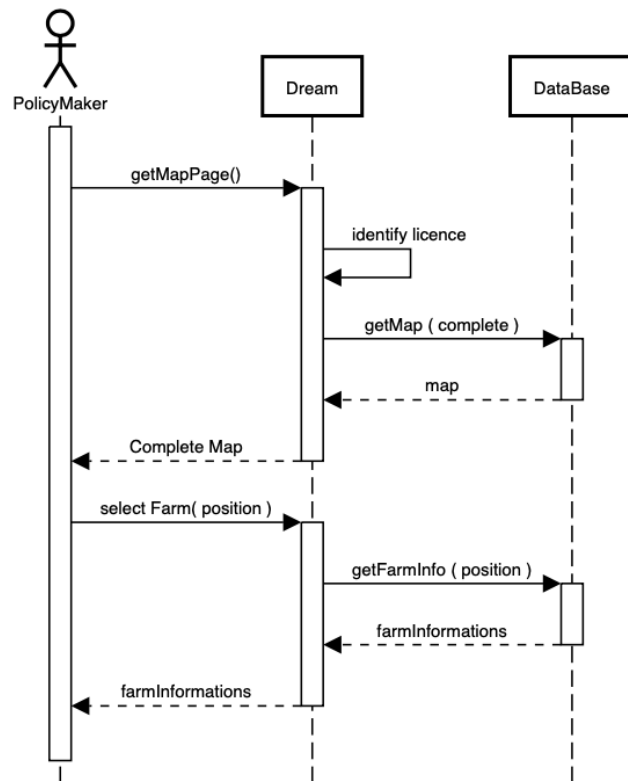 PolicyMaker
Dream
DataBase
getMapPage()
identify licence
getMap ( complete )
map
Complete Map
select Farm( position )
getFarmInfo ( position )
farmInformations
farmInformations